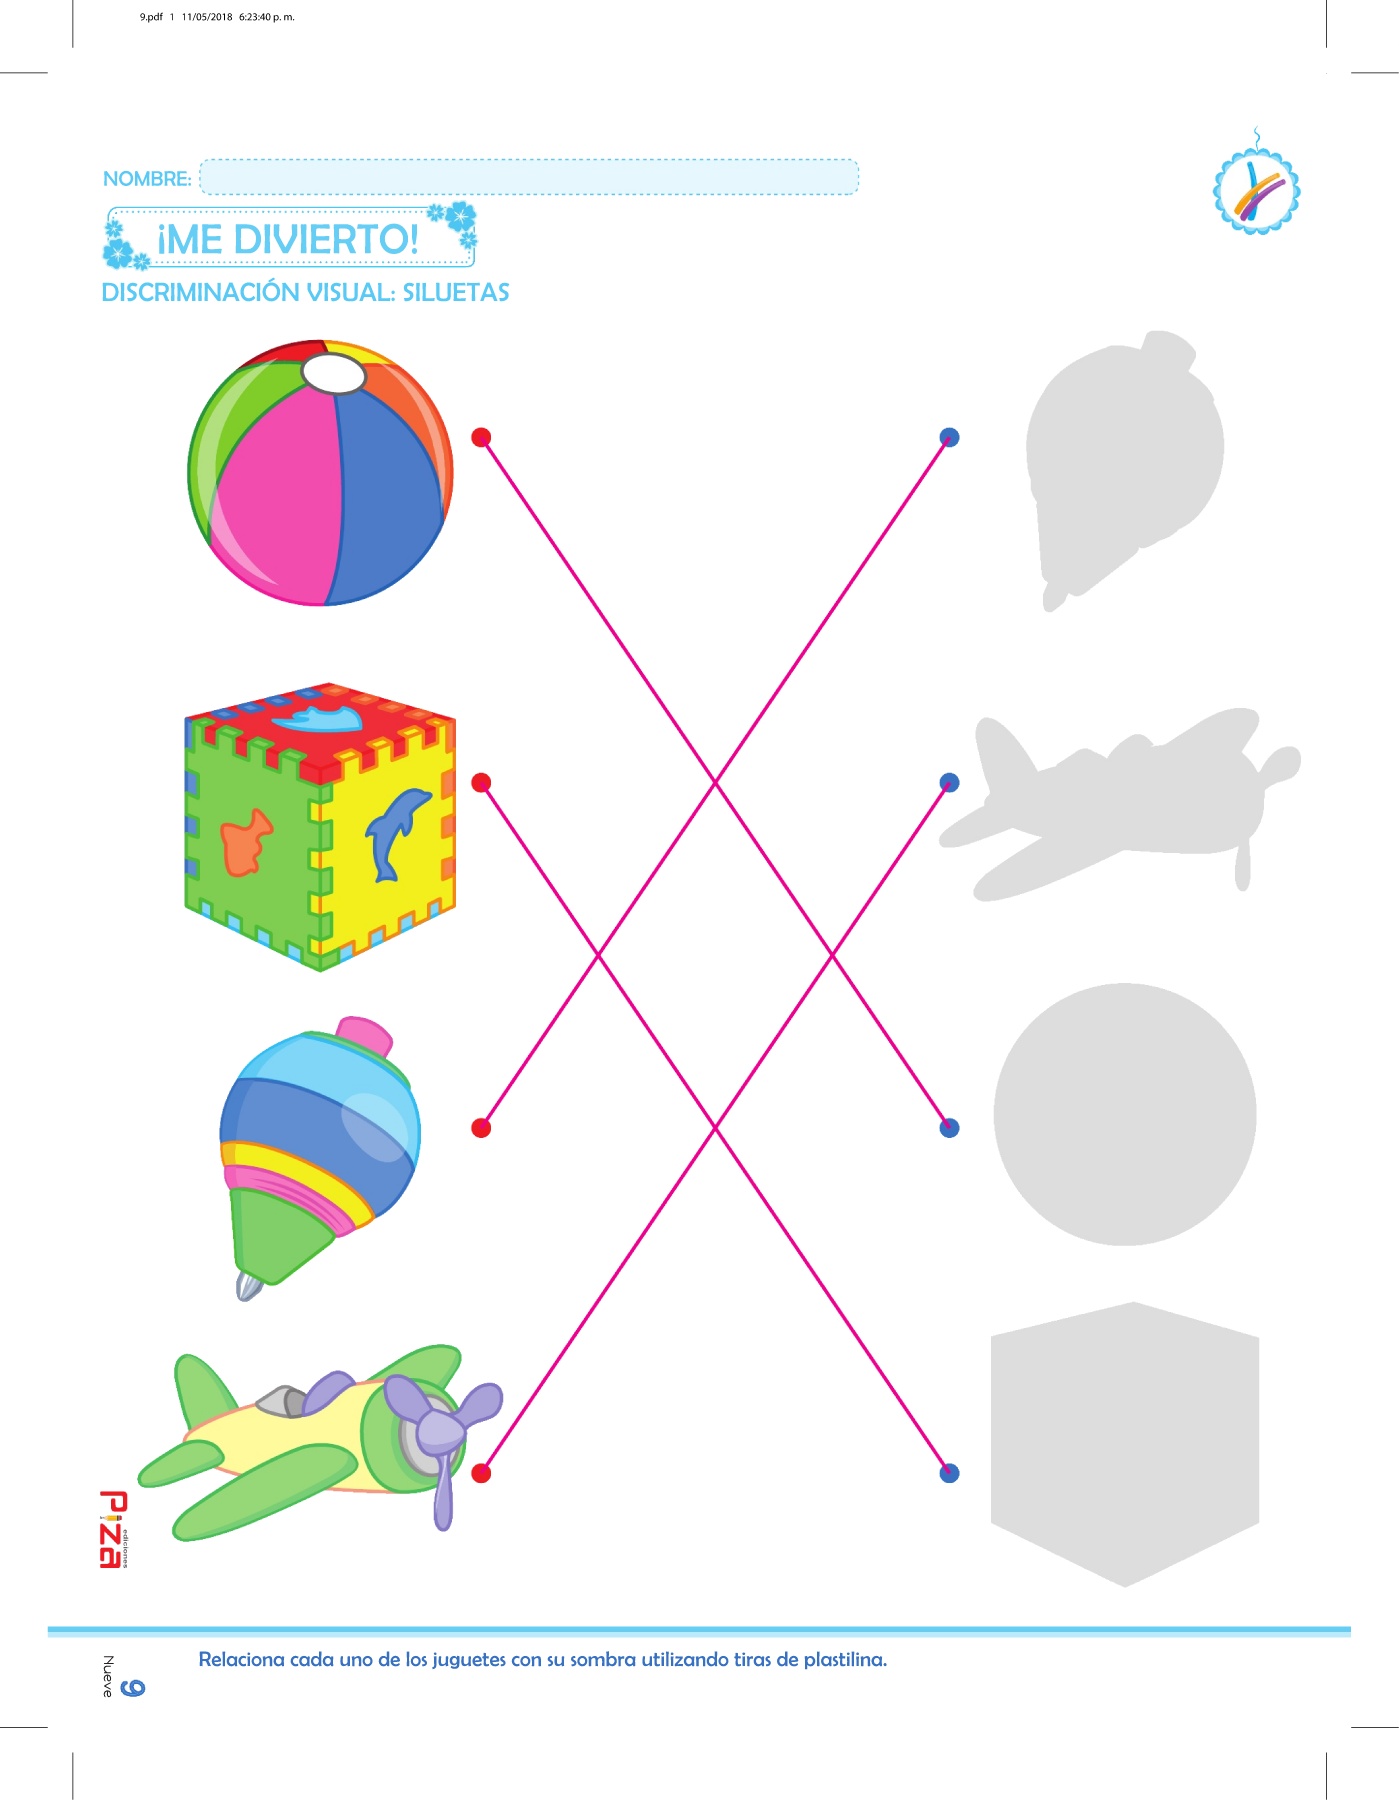 9.pdf 1 11/05/2018 6:23:40 p. m.
NOMBRE:
¡ME DIVIERTO!
DISCRIMINACIÓN VISUAL: SILUETAS
Piza
ediciones
Relaciona cada uno de los juguetes con su sombra utilizando tiras de plastilina.
Nueve
9